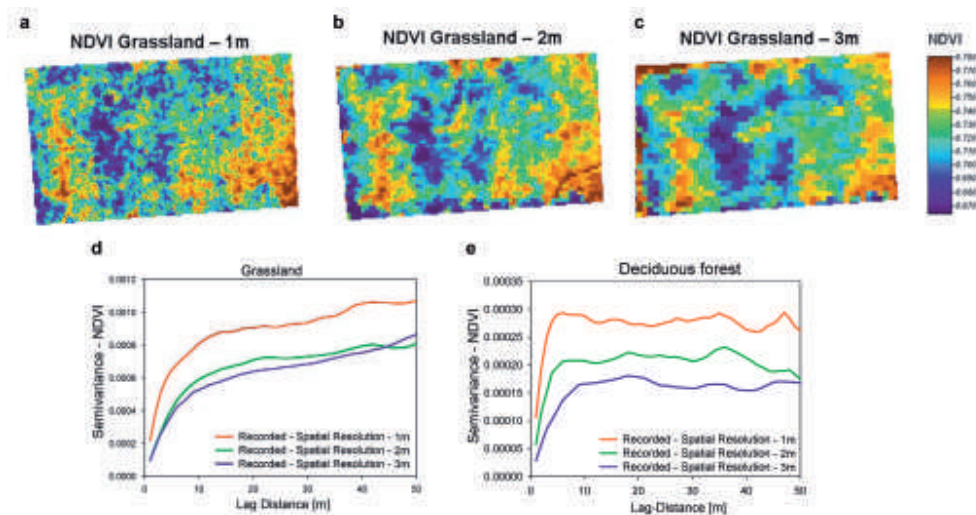 a
NDVI Grassland – 1m
b
NDVI Grassland – 2m
c
NDVI Grassland – 3m
NDVI
d
Grassland
Semivariance - NDVI
0.0012
0.0010
0.0008
0.0006
0.0004
0.0002
0.0000
Recorded - Spatial Resolution - 1m
Recorded - Spatial Resolution - 2m
Recorded - Spatial Resolution - 3m
0 10 20 30 40 50
Lag Distance [m]
e
Deciduous forest
Semivariance - NDVI
0.00035
0.00030
0.00025
0.00020
0.00015
0.00010
0.00005
0.00000
Recorded - Spatial Resolution - 1m
Recorded - Spatial Resolution - 2m
Recorded - Spatial Resolution - 3m
0 10 20 30 40 50
Lag-Distance [m]